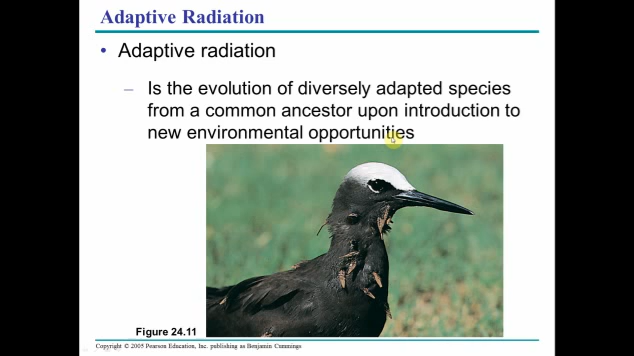 Adaptive Radiation
• Adaptive radiation
– Is the evolution of diversely adapted species
from a common ancestor upon introduction to
new environmental opportunities
Figure 24.11
Copyright © 2005 Pearson Education, Inc. publishing as Benjamin Cummings